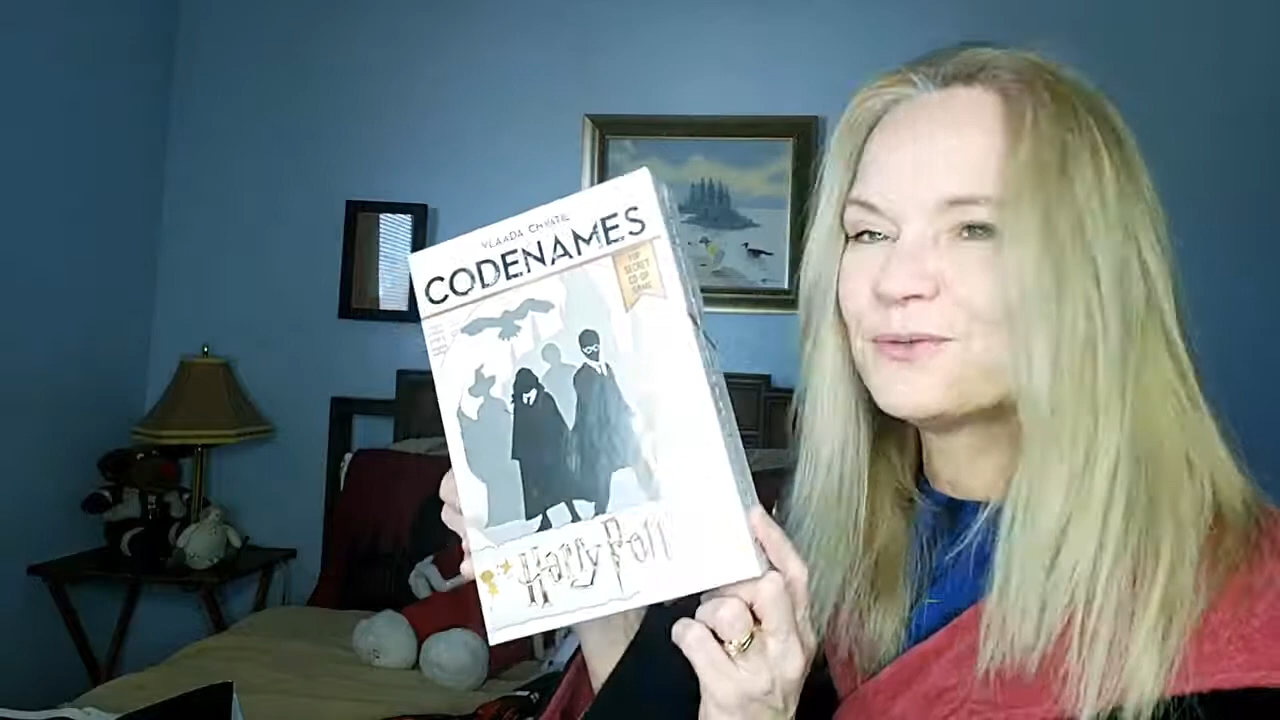 VLAADA CHVÁTIL
CODENAMES
TOP
SECRET
CO-OP
GAME
Harry Potter